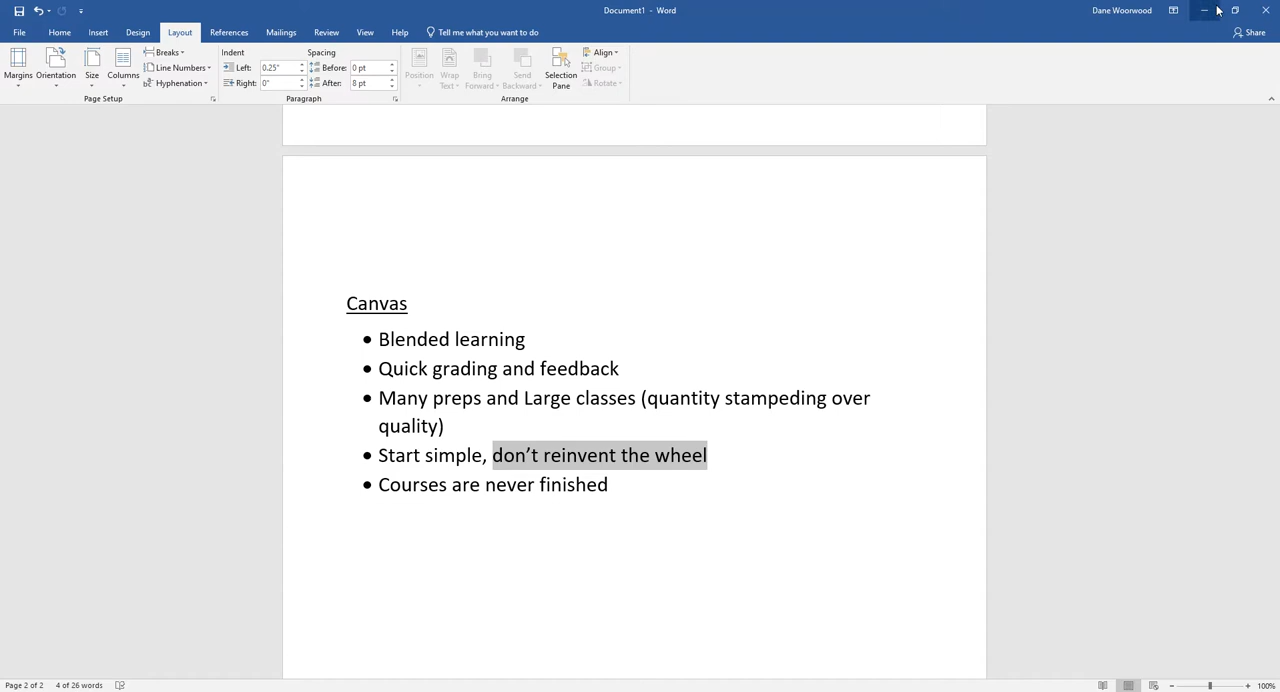 Document1 - Word
Dane Woorwood
File Home Insert Design Layout References Mailings Review View Help Tell me what you want to do Share
Margins Orientation Size Columns
Breaks
Line Numbers
Hyphenation
Page Setup
Indent
Left: 0.25"
Right: 0"
Spacing
Before: 0 pt
After: 8 pt
Paragraph
Position
Wrap Text
Bring Forward
Send Backward
Selection Pane
Align
Group
Rotate
Arrange
Canvas
• Blended learning
• Quick grading and feedback
• Many preps and Large classes (quantity stampeding over
quality)
• Start simple, don’t reinvent the wheel
• Courses are never finished
Page 2 of 2 4 of 26 words 100%